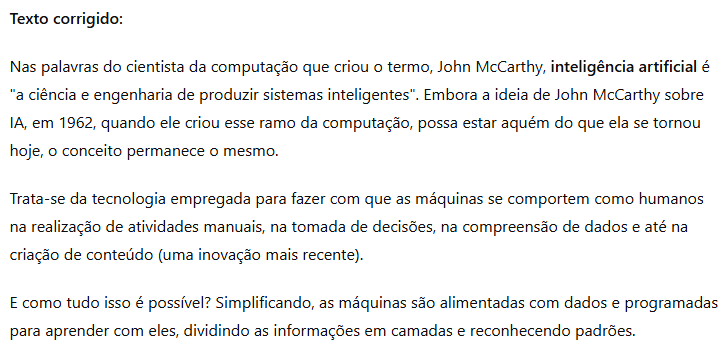 Texto corrigido:
Nas palavras do cientista da computação que criou o termo, John McCarthy, inteligência artificial é
"a ciência e engenharia de produzir sistemas inteligentes". Embora a ideia de John McCarthy sobre
IA, em 1962, quando ele criou esse ramo da computação, possa estar aquém do que ela se tornou
hoje, o conceito permanece o mesmo.
Trata-se da tecnologia empregada para fazer com que as máquinas se comportem como humanos
na realização de atividades manuais, na tomada de decisões, na compreensão de dados e até na
criação de conteúdo (uma inovação mais recente).
E como tudo isso é possível? Simplificando, as máquinas são alimentadas com dados e programadas
para aprender com eles, dividindo as informações em camadas e reconhecendo padrões.